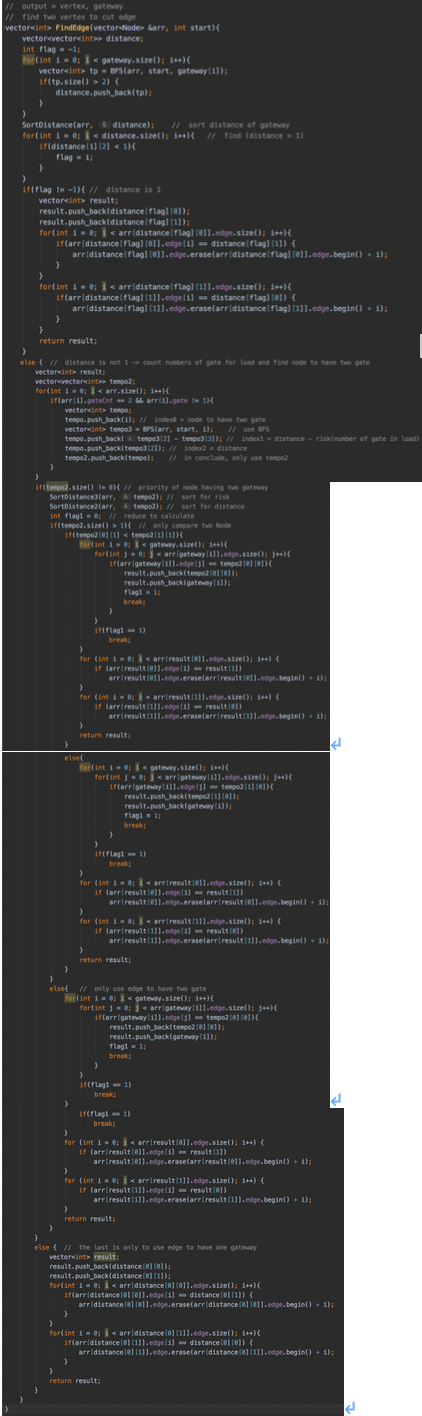 //  output = vertex, gateway
//  find two vertex to cut edge
vector<int> FindEdge(vector<Node> &arr, int start){
    vector<vector<int>> distance;
    int flag = -1;
    for(int i = 0; i < gateway.size(); i++){
        vector<int> tp = BFS(arr, start, gateway[i]);
        if(tp.size() > 2) {
            distance.push_back(tp);
        }
    }
    SortDistance(arr, &: distance);    //  sort distance of gateway
    for(int i = 0; i < distance.size(); i++){   //  find (distance = 1)
        if(distance[i][2] < 1){
            flag = i;
        }
    }
    if(flag != -1){ //  distance is 1
        vector<int> result;
        result.push_back(distance[flag][0]);
        result.push_back(distance[flag][1]);
        for(int i = 0; i < arr[distance[flag][0]].edge.size(); i++){
            if(arr[distance[flag][0]].edge[i] == distance[flag][1]) {
                arr[distance[flag][0]].edge.erase(arr[distance[flag][0]].edge.begin() + i);
            }
        }
        for(int i = 0; i < arr[distance[flag][1]].edge.size(); i++){
            if(arr[distance[flag][1]].edge[i] == distance[flag][0]) {
                arr[distance[flag][1]].edge.erase(arr[distance[flag][1]].edge.begin() + i);
            }
        }
        return result;
    }
    else {  //  distance is not 1 -> count numbers of gate for load and find node to have two gate
        vector<int> result;
        vector<vector<int>> tempo2;
        for(int i = 0; i < arr.size(); i++){
            if(arr[i].gateCnt == 2 && arr[i].gate != 1){
                vector<int> tempo;
                tempo.push_back(i); // index0 = node to have two gate
                vector<int> tempo3 = BFS(arr, start, i);    //  use BFS
                tempo.push_back( x: tempo3[2] - tempo3[3]); // index1 = distance - risk(number of gate in load)
                tempo.push_back(tempo3[2]); // index2 = distance
                tempo2.push_back(tempo);    //  in conclude, only use tempo2
            }
        }
        if(tempo2.size() != 0){ //  priority of node having two gateway
            SortDistance3(arr, &: tempo2); //  sort for risk
            SortDistance2(arr, &: tempo2); //  sort for distance
            int flag1 = 0;  //  reduce to calculate
            if(tempo2.size() > 1){  //  only compare two Node
                if(tempo2[0][1] < tempo2[1][1]){
                    for(int i = 0; i < gateway.size(); i++){
                        for(int j = 0; j < arr[gateway[i]].edge.size(); j++){
                            if(arr[gateway[i]].edge[j] == tempo2[0][0]){
                                result.push_back(tempo2[0][0]);
                                result.push_back(gateway[i]);
                                flag1 = 1;
                                break;
                            }
                        }
                        if(flag1 == 1)
                            break;
                    }
                    for (int i = 0; i < arr[result[0]].edge.size(); i++) {
                        if (arr[result[0]].edge[i] == result[1])
                            arr[result[0]].edge.erase(arr[result[0]].edge.begin() + i);
                    }
                    for (int i = 0; i < arr[result[1]].edge.size(); i++) {
                        if (arr[result[1]].edge[i] == result[0])
                            arr[result[1]].edge.erase(arr[result[1]].edge.begin() + i);
                    }
                    return result;
                }
                else{
                    for(int i = 0; i < gateway.size(); i++){
                        for(int j = 0; j < arr[gateway[i]].edge.size(); j++){
                            if(arr[gateway[i]].edge[j] == tempo2[1][0]){
                                result.push_back(tempo2[1][0]);
                                result.push_back(gateway[i]);
                                flag1 = 1;
                                break;
                            }
                        }
                        if(flag1 == 1)
                            break;
                    }
                    for (int i = 0; i < arr[result[0]].edge.size(); i++) {
                        if (arr[result[0]].edge[i] == result[1])
                            arr[result[0]].edge.erase(arr[result[0]].edge.begin() + i);
                    }
                    for (int i = 0; i < arr[result[1]].edge.size(); i++) {
                        if (arr[result[1]].edge[i] == result[0])
                            arr[result[1]].edge.erase(arr[result[1]].edge.begin() + i);
                    }
                    return result;
                }
            }
            else{   //  only use edge to have two gate
                for(int i = 0; i < gateway.size(); i++){
                    for(int j = 0; j < arr[gateway[i]].edge.size(); j++){
                        if(arr[gateway[i]].edge[j] == tempo2[0][0]){
                            result.push_back(tempo2[0][0]);
                            result.push_back(gateway[i]);
                            flag1 = 1;
                            break;
                        }
                    }
                    if(flag1 == 1)
                        break;
                }
                    if(flag1 == 1)
                        break;
                for (int i = 0; i < arr[result[0]].edge.size(); i++) {
                    if (arr[result[0]].edge[i] == result[1])
                        arr[result[0]].edge.erase(arr[result[0]].edge.begin() + i);
                }
                for (int i = 0; i < arr[result[1]].edge.size(); i++) {
                    if (arr[result[1]].edge[i] == result[0])
                        arr[result[1]].edge.erase(arr[result[1]].edge.begin() + i);
                }
                return result;
            }
        }
        else {  //  the last is only to use edge to have one gateway
            vector<int> result;
            result.push_back(distance[0][0]);
            result.push_back(distance[0][1]);
            for(int i = 0; i < arr[distance[0][0]].edge.size(); i++){
                if(arr[distance[0][0]].edge[i] == distance[0][1]) {
                    arr[distance[0][0]].edge.erase(arr[distance[0][0]].edge.begin() + i);
                }
            }
            for(int i = 0; i < arr[distance[0][1]].edge.size(); i++){
                if(arr[distance[0][1]].edge[i] == distance[0][0]) {
                    arr[distance[0][1]].edge.erase(arr[distance[0][1]].edge.begin() + i);
                }
            }
            return result;
        }
    }
}